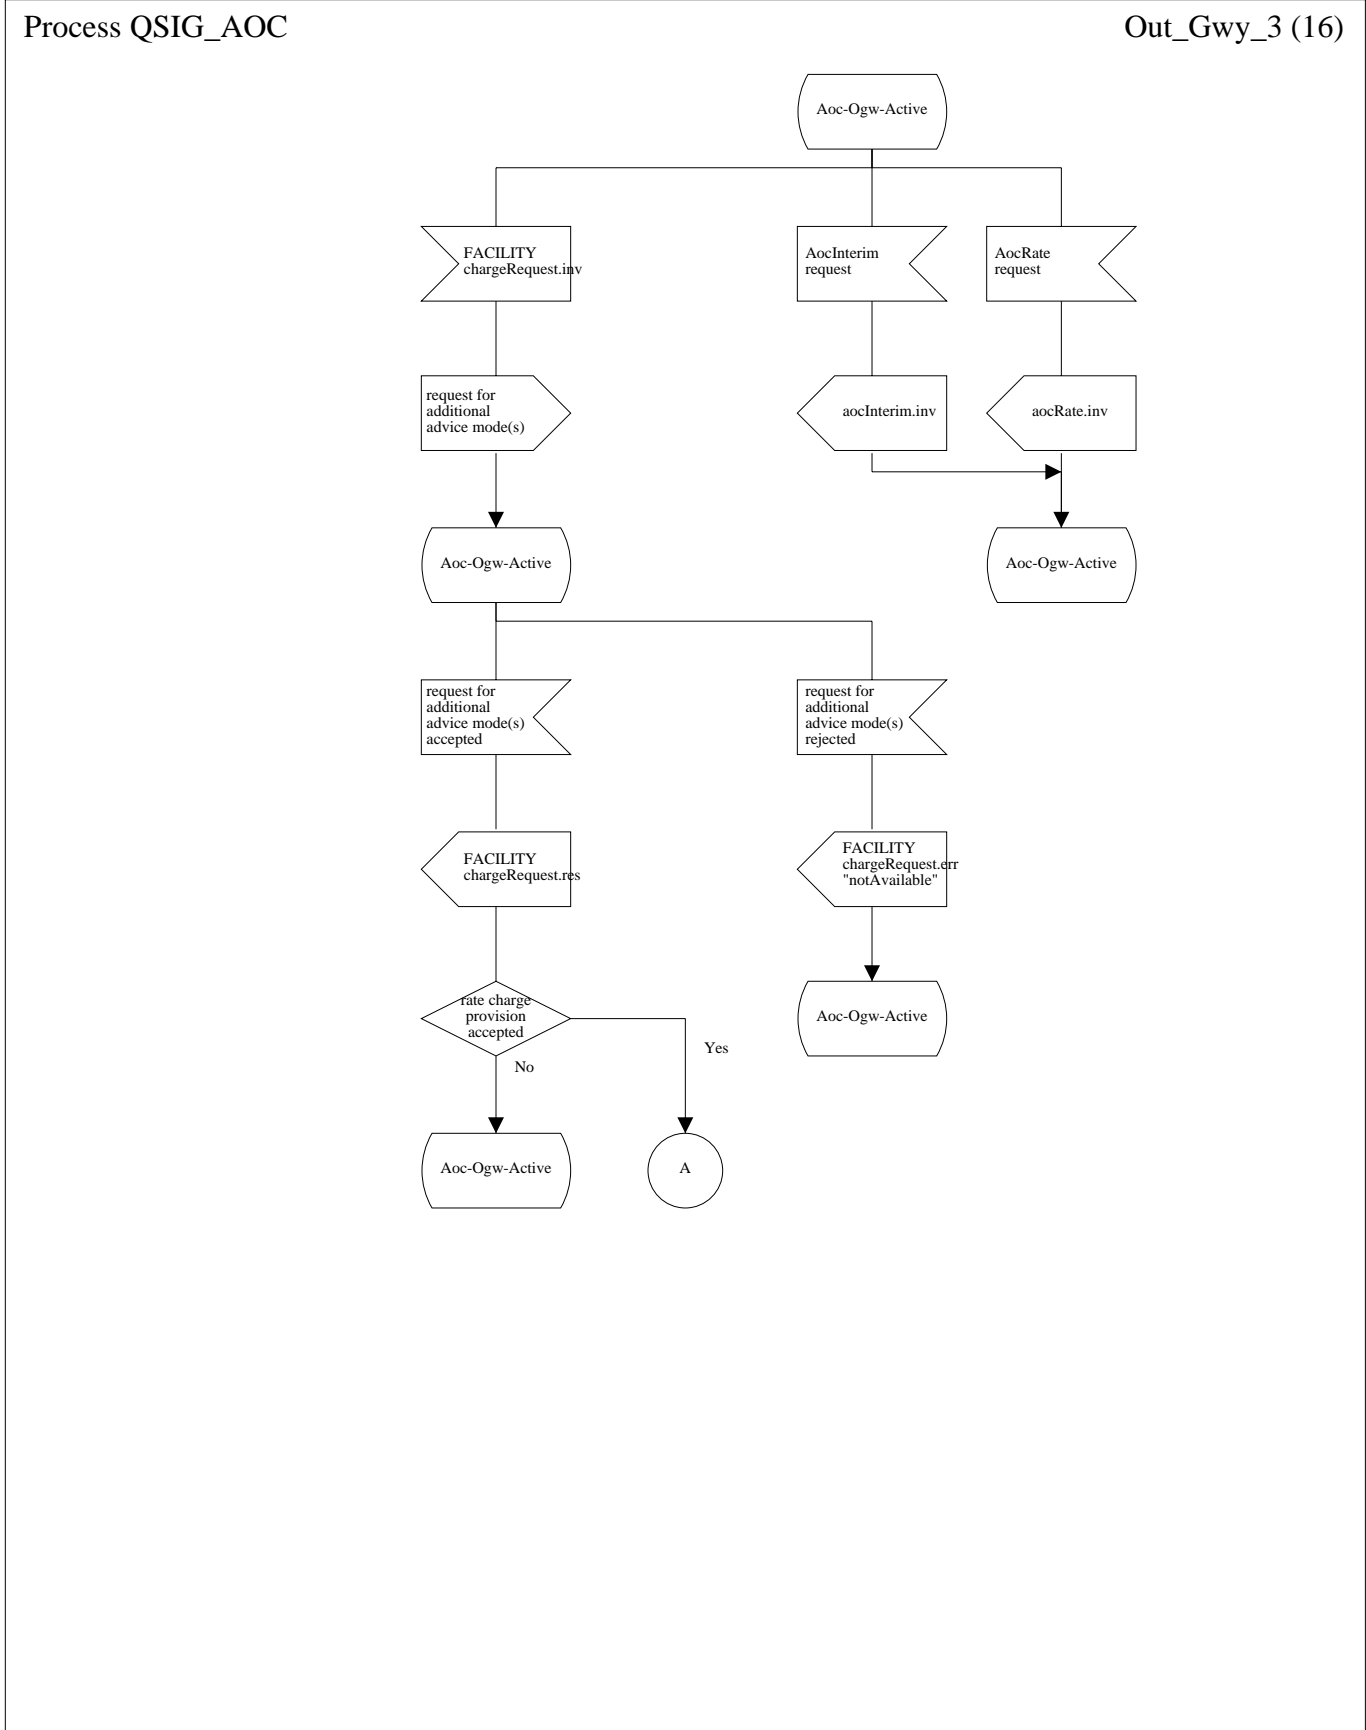 Process QSIG_AOC
Out_Gwy_3 (16)
Aoc-Ogw-Active
FACILITY
chargeRequest.inv
AocInterim
request
AocRate
request
request for
additional
advice mode(s)
aocInterim.inv
aocRate.inv
Aoc-Ogw-Active
Aoc-Ogw-Active
request for
additional
advice mode(s)
accepted
request for
additional
advice mode(s)
rejected
FACILITY
chargeRequest.res
FACILITY
chargeRequest.err
"notAvailable"
rate charge
provision
accepted
Aoc-Ogw-Active
Yes
No
Aoc-Ogw-Active
A